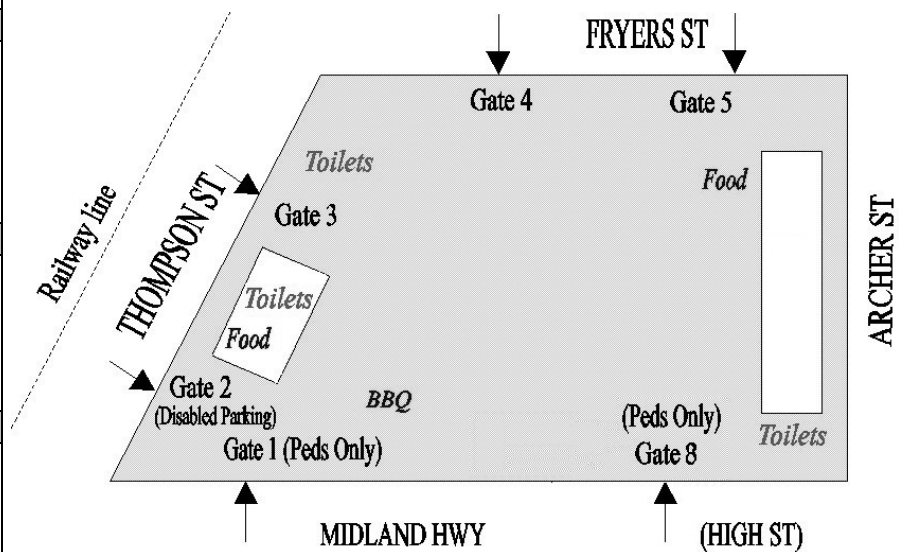 FRYERS ST
Gate 4
Gate 5
Toilets
Food
THOMPSON ST
Gate 3
Railway line
ARCHER ST
Toilets
Food
Gate 2
(Disabled Parking)
BBQ
(Peds Only)
Gate 8
Toilets
Gate 1 (Peds Only)
MIDLAND HWY
(HIGH ST)